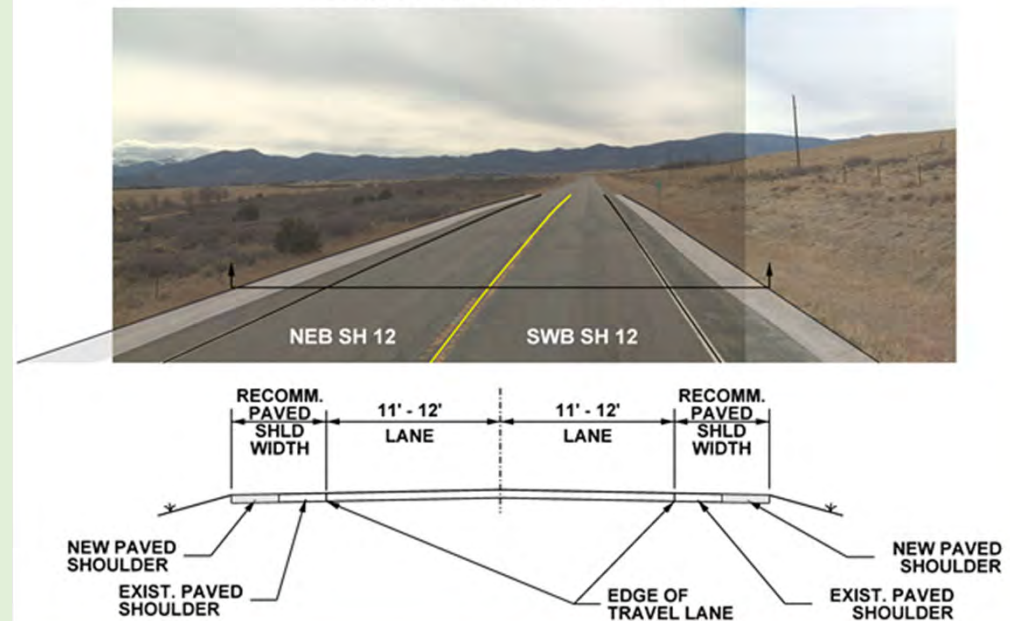 NEB SH 12
SWB SH 12
RECOMM.
PAVED
SHLD
WIDTH
11' - 12'
LANE
11' - 12'
LANE
RECOMM.
PAVED
SHLD
WIDTH
NEW PAVED
SHOULDER
EXIST. PAVED
SHOULDER
EDGE OF
TRAVEL LANE
EXIST. PAVED
SHOULDER
NEW PAVED
SHOULDER